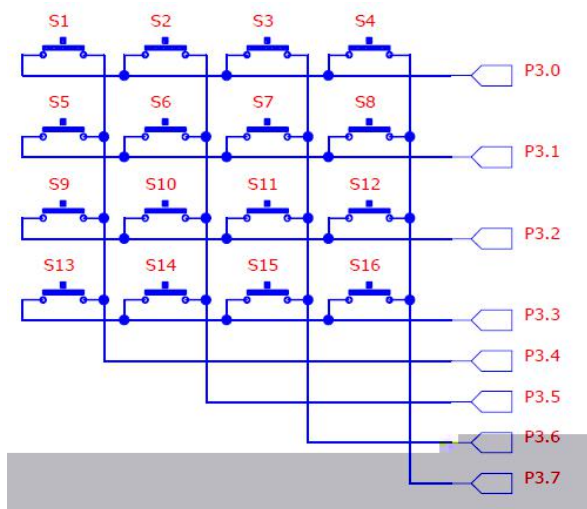 S1 S2 S3 S4
P3.0
S5 S6 S7 S8
P3.1
S9 S10 S11 S12
P3.2
S13 S14 S15 S16
P3.3
P3.4
P3.5
P3.6
P3.7